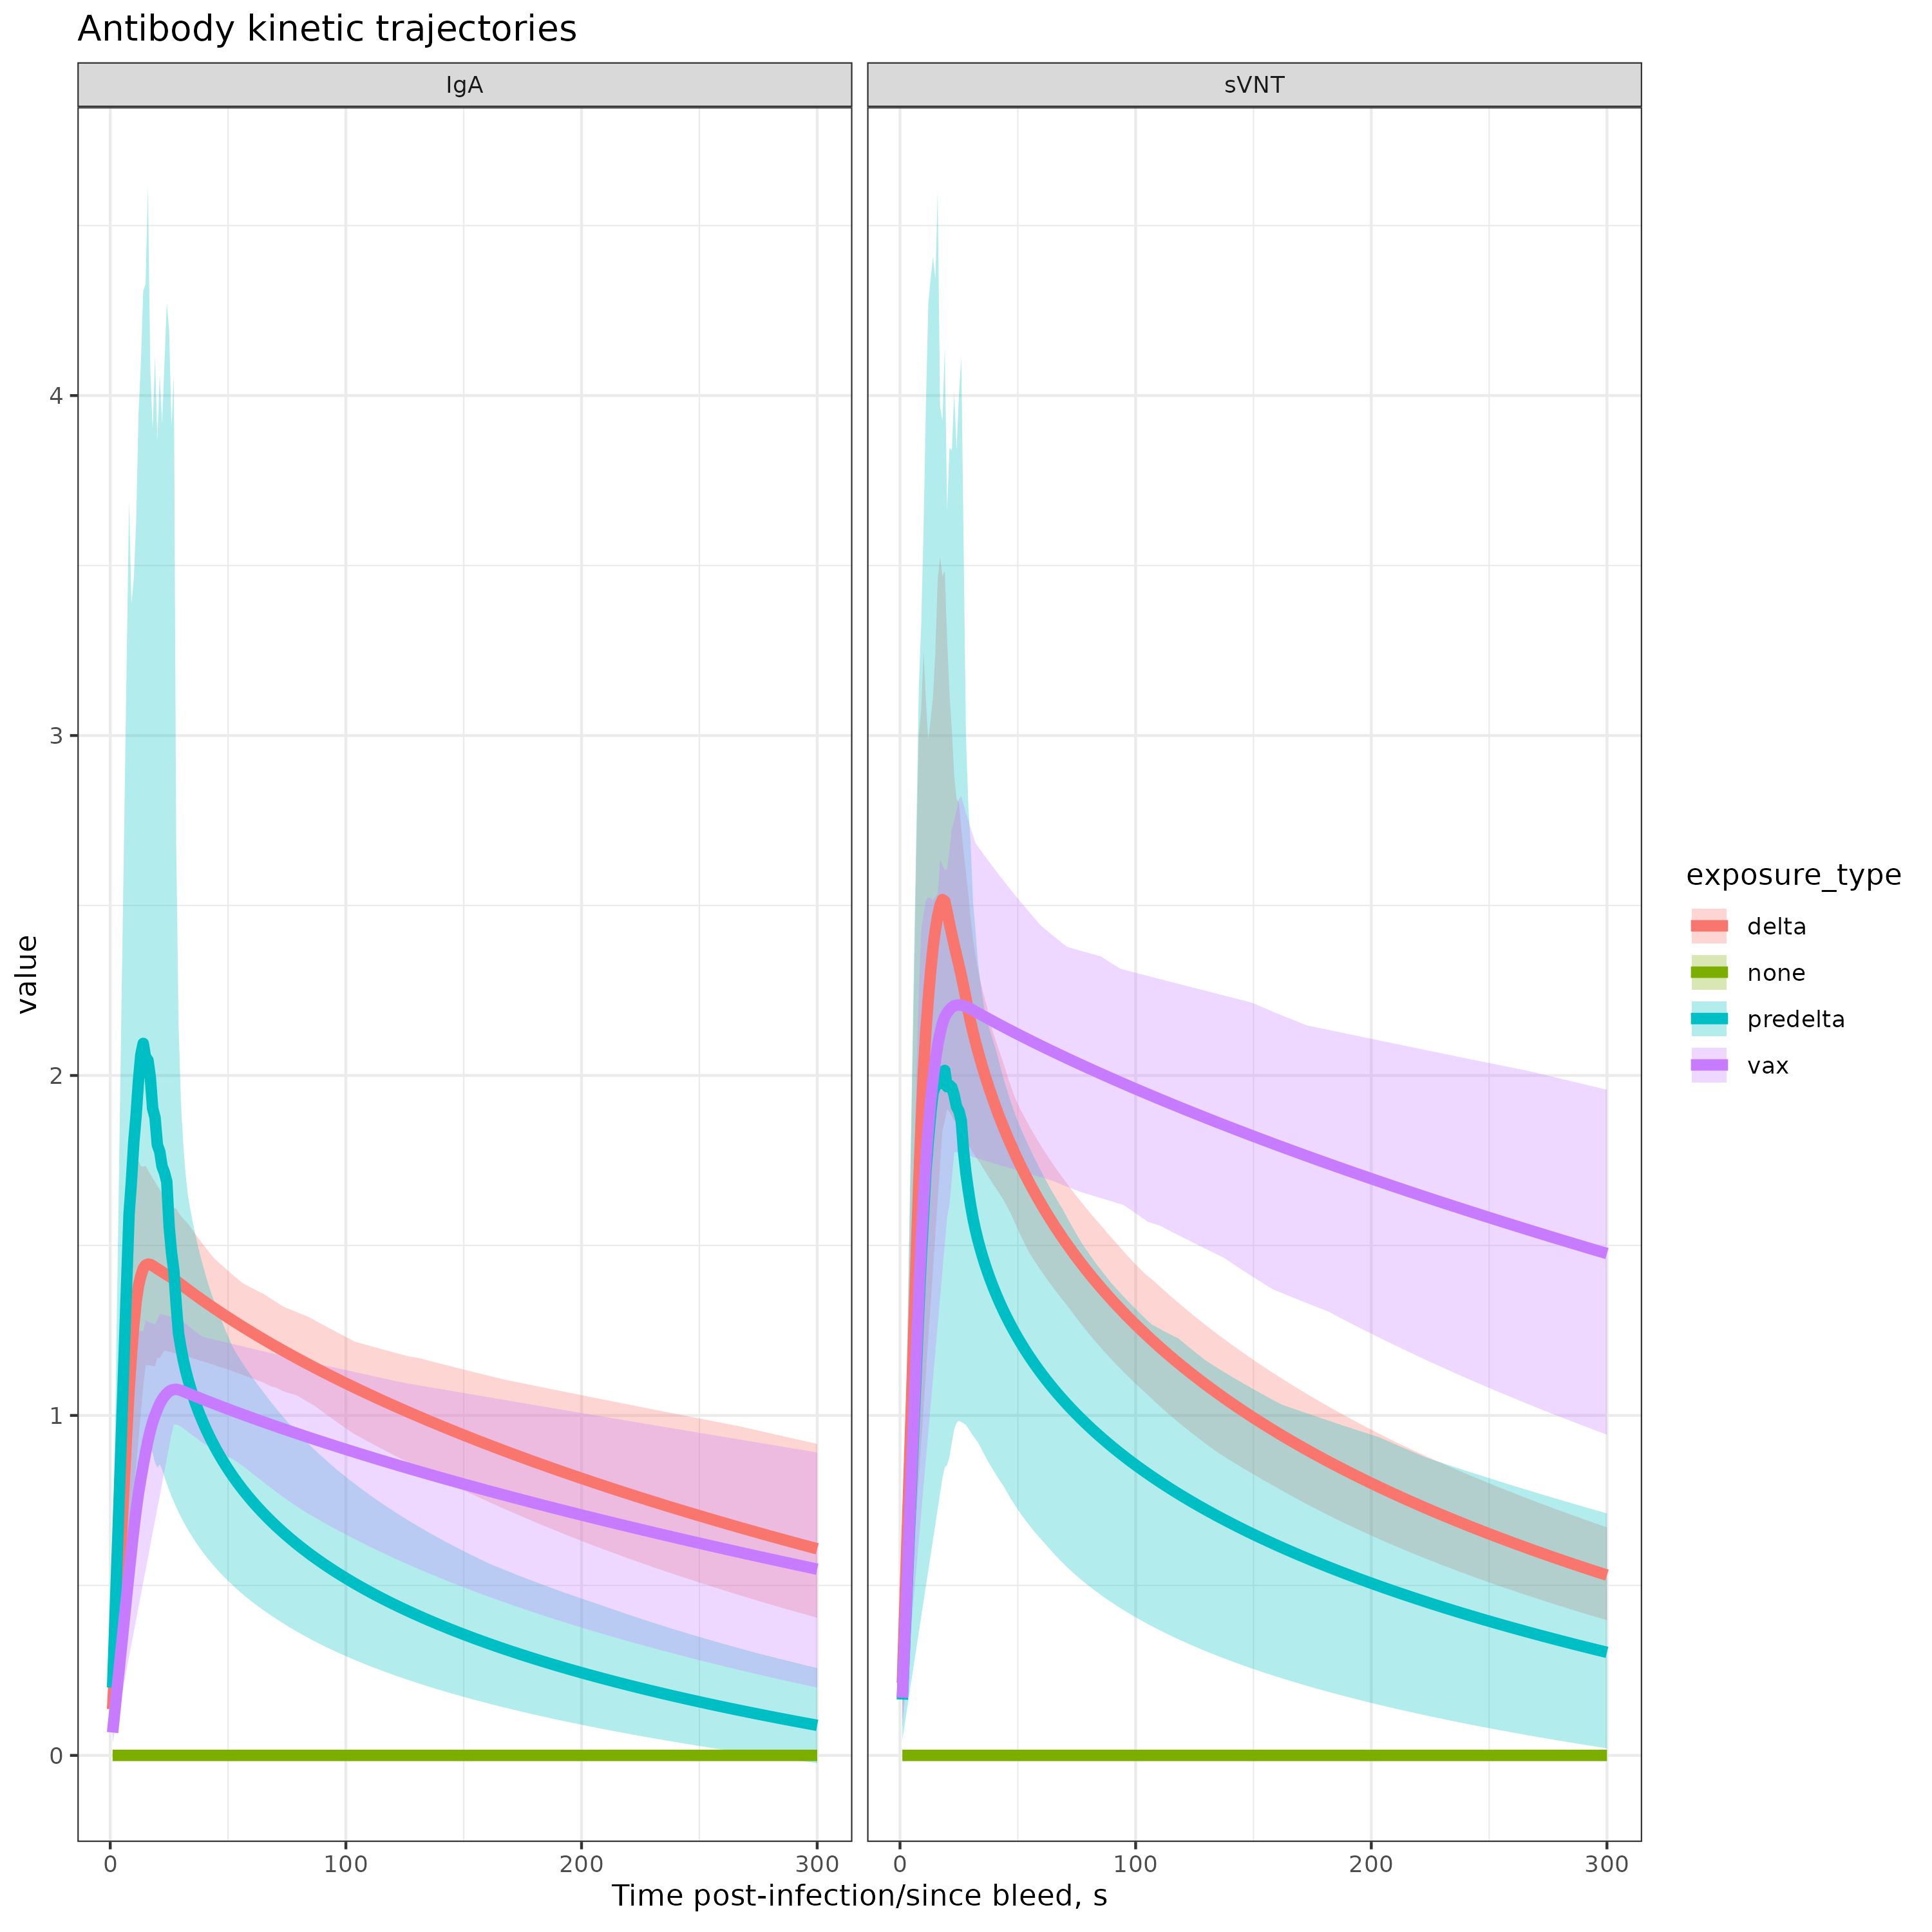 Antibody kinetic trajectories
IgA
sVNT
value
4
3
2
1
0
0
100
200
300
0
100
200
300
Time post-infection/since bleed, s
exposure_type
delta
none
predelta
vax